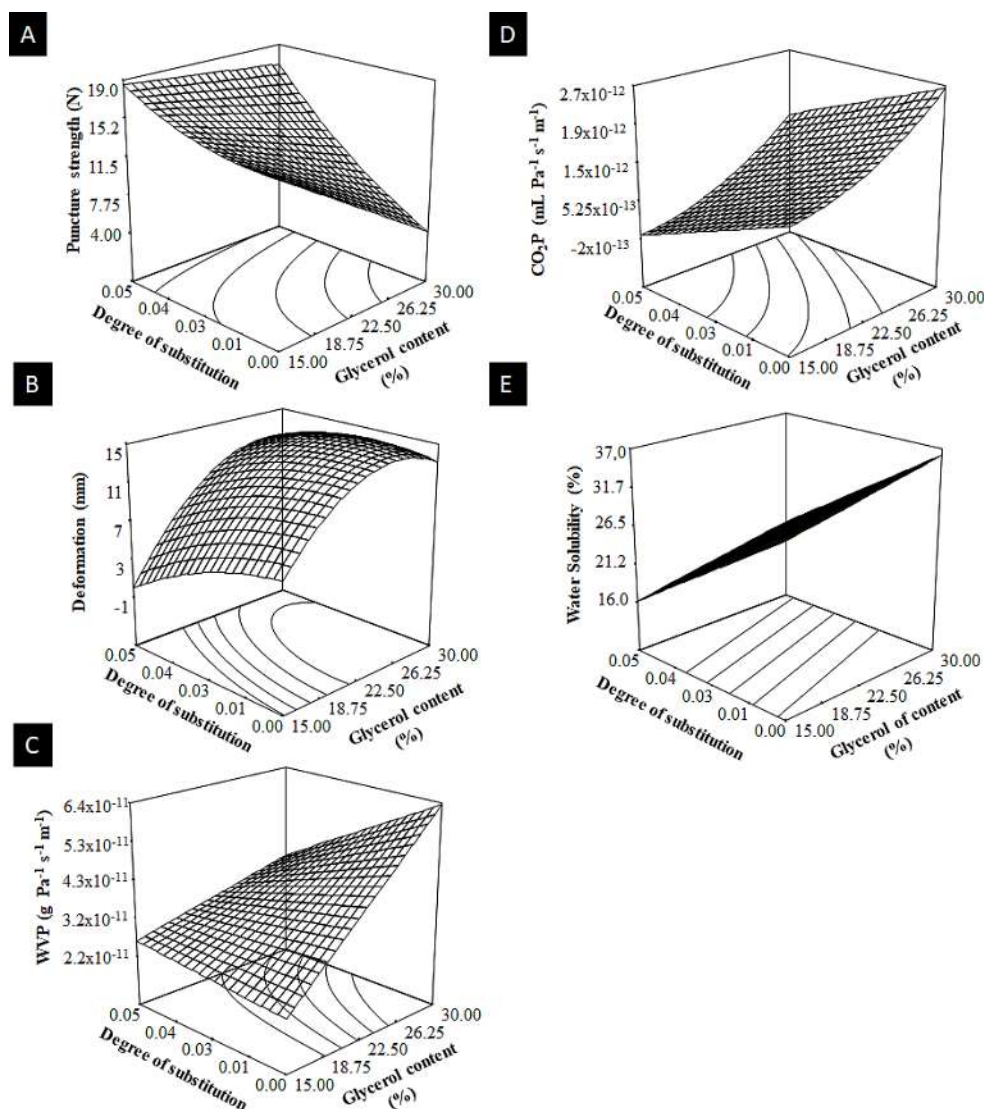 A
Puncture strength (N)
19.0
15.2
11.5
7.75
4.00
0.05
0.04
0.03
0.01
0.00
Degree of substitution
15.00
18.75
22.50
26.25
30.00
Glycerol content
(%)
B
Deformation (mm)
15
11
7
3
-1
0.05
0.04
0.03
0.01
0.00
Degree of substitution
15.00
18.75
22.50
26.25
30.00
Glycerol content
(%)
C
WVP (g Pa⁻¹ s⁻¹ m⁻¹)
6.4x10⁻¹¹
5.3x10⁻¹¹
4.3x10⁻¹¹
3.2x10⁻¹¹
2.2x10⁻¹¹
0.05
0.04
0.03
0.01
0.00
Degree of substitution
15.00
18.75
22.50
26.25
30.00
Glycerol content
(%)
D
CO₂P (mL Pa⁻¹ s⁻¹ m⁻¹)
2.7x10⁻¹²
1.9x10⁻¹²
1.5x10⁻¹²
5.25x10⁻¹³
-2x10⁻¹³
0.05
0.04
0.03
0.01
0.00
Degree of substitution
15.00
18.75
22.50
26.25
30.00
Glycerol content
(%)
E
Water Solubility (%)
37,0
31.7
26.5
21.2
16.0
0.05
0.04
0.03
0.01
0.00
Degree of substitution
15.00
18.75
22.50
26.25
30.00
Glycerol of content
(%)